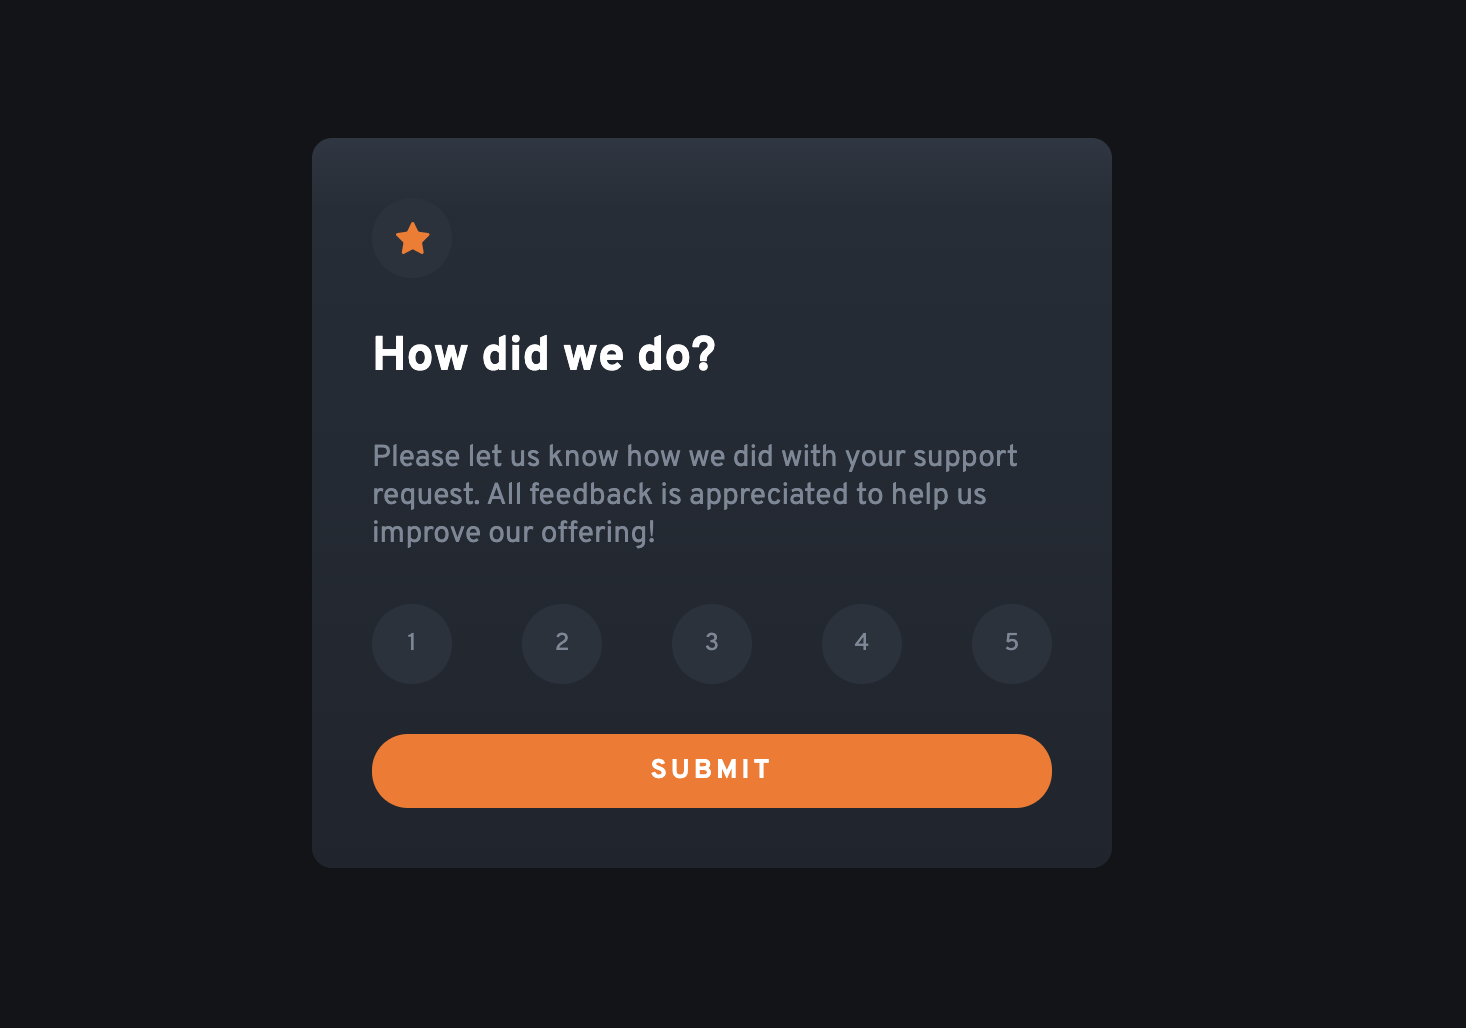 How did we do?
Please let us know how we did with your support
request. All feedback is appreciated to help us
improve our offering!
1 2 3 4 5
SUBMIT